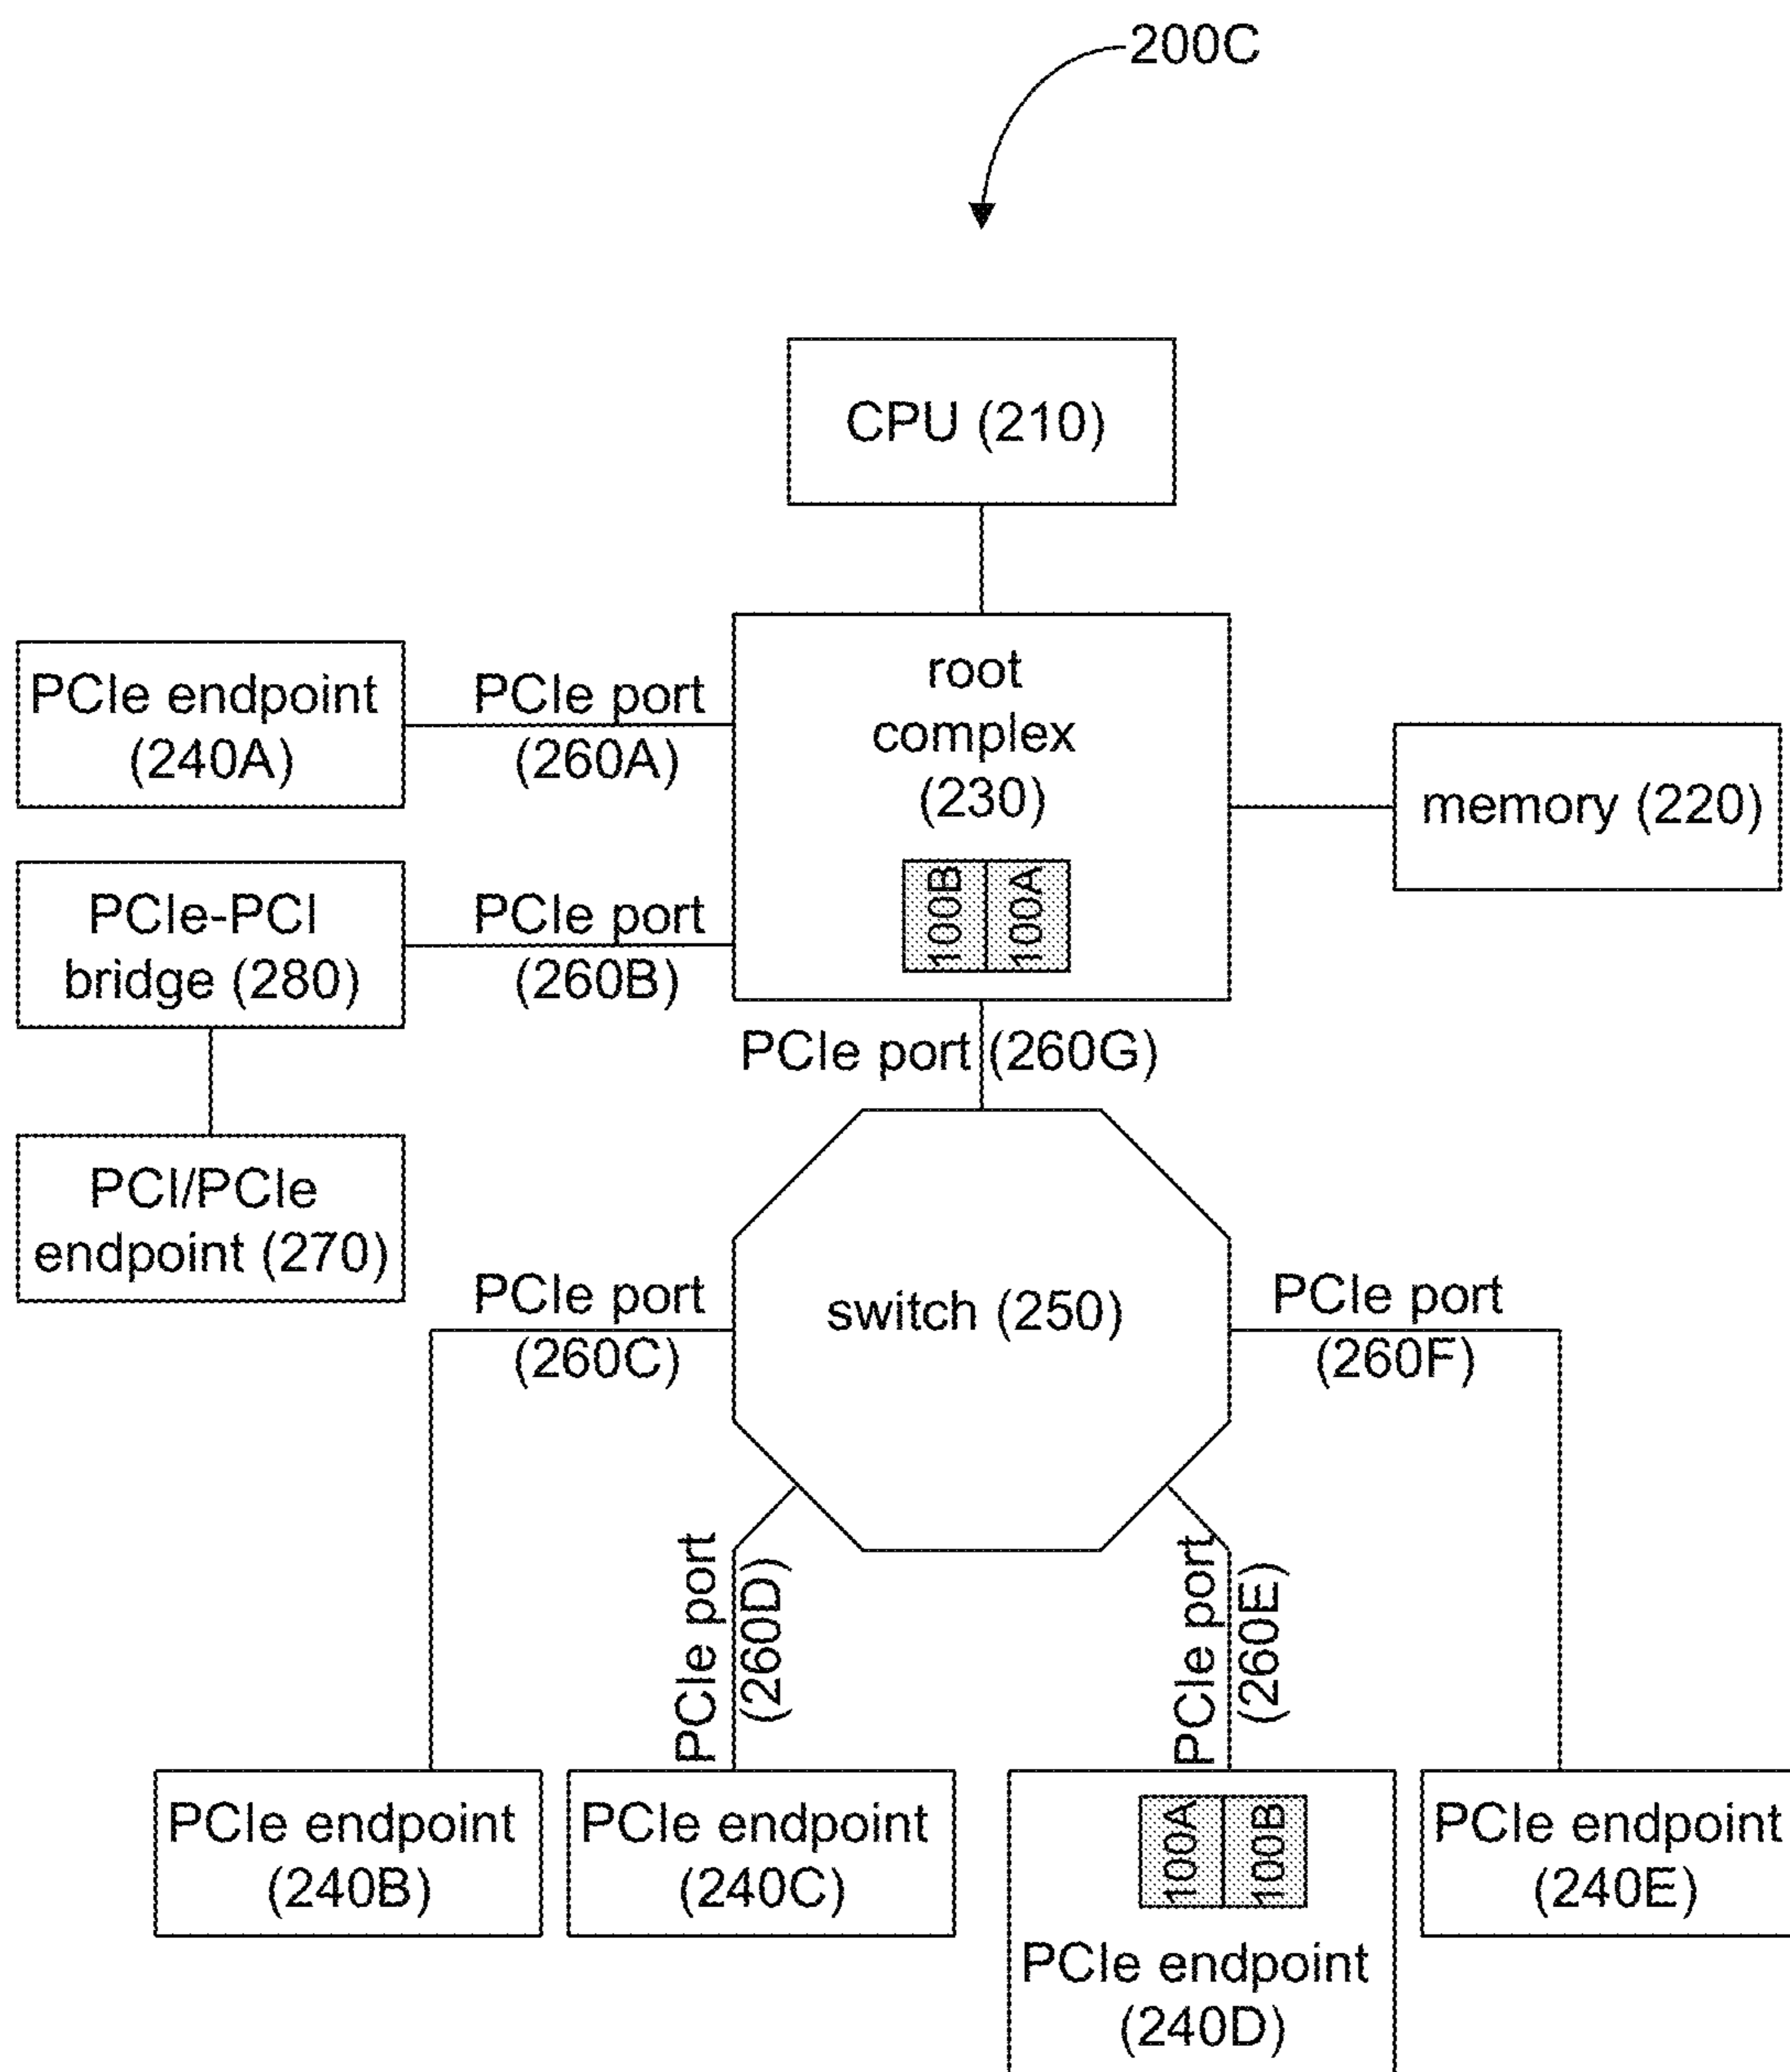 200C
CPU (210)
PCIe endpoint
(240A)
PCIe port
(260A)
root
complex
(230)
100B
100A
memory (220)
PCIe-PCI
bridge (280)
PCIe port
(260B)
PCIe port (260G)
PCI/PCIe
endpoint (270)
PCIe port
(260C)
switch (250)
PCIe port
(260F)
PCIe port
(260D)
PCIe port
(260E)
PCIe endpoint
(240B)
PCIe endpoint
(240C)
100A
100B
PCIe endpoint
(240D)
PCIe endpoint
(240E)